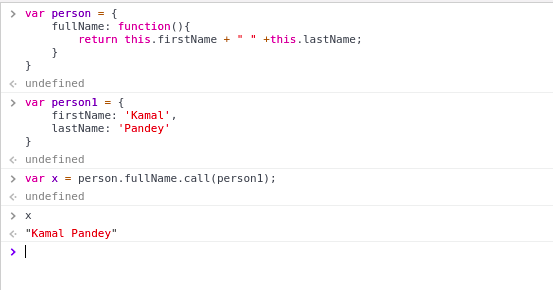 var person = {
    fullName: function(){
        return this.firstName + " " +this.lastName;
    }
}
undefined
var person1 = {
    firstName: 'Kamal',
    lastName: 'Pandey'
}
undefined
var x = person.fullName.call(person1);
undefined
x
"Kamal Pandey"